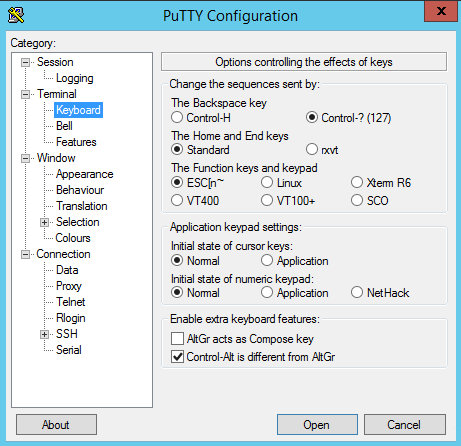 PuTTY Configuration
Category:
Session
Logging
Terminal
Keyboard
Bell
Features
Window
Appearance
Behaviour
Translation
Selection
Colours
Connection
Data
Proxy
Telnet
Rlogin
SSH
Serial
Options controlling the effects of keys
Change the sequences sent by:
The Backspace key
Control-H Control-? (127)
The Home and End keys
Standard rxvt
The Function keys and keypad
ESC[n~ Linux Xterm R6
VT400 VT100+ SCO
Application keypad settings:
Initial state of cursor keys:
Normal Application
Initial state of numeric keypad:
Normal Application NetHack
Enable extra keyboard features:
AltGr acts as Compose key
Control-Alt is different from AltGr
About Open Cancel